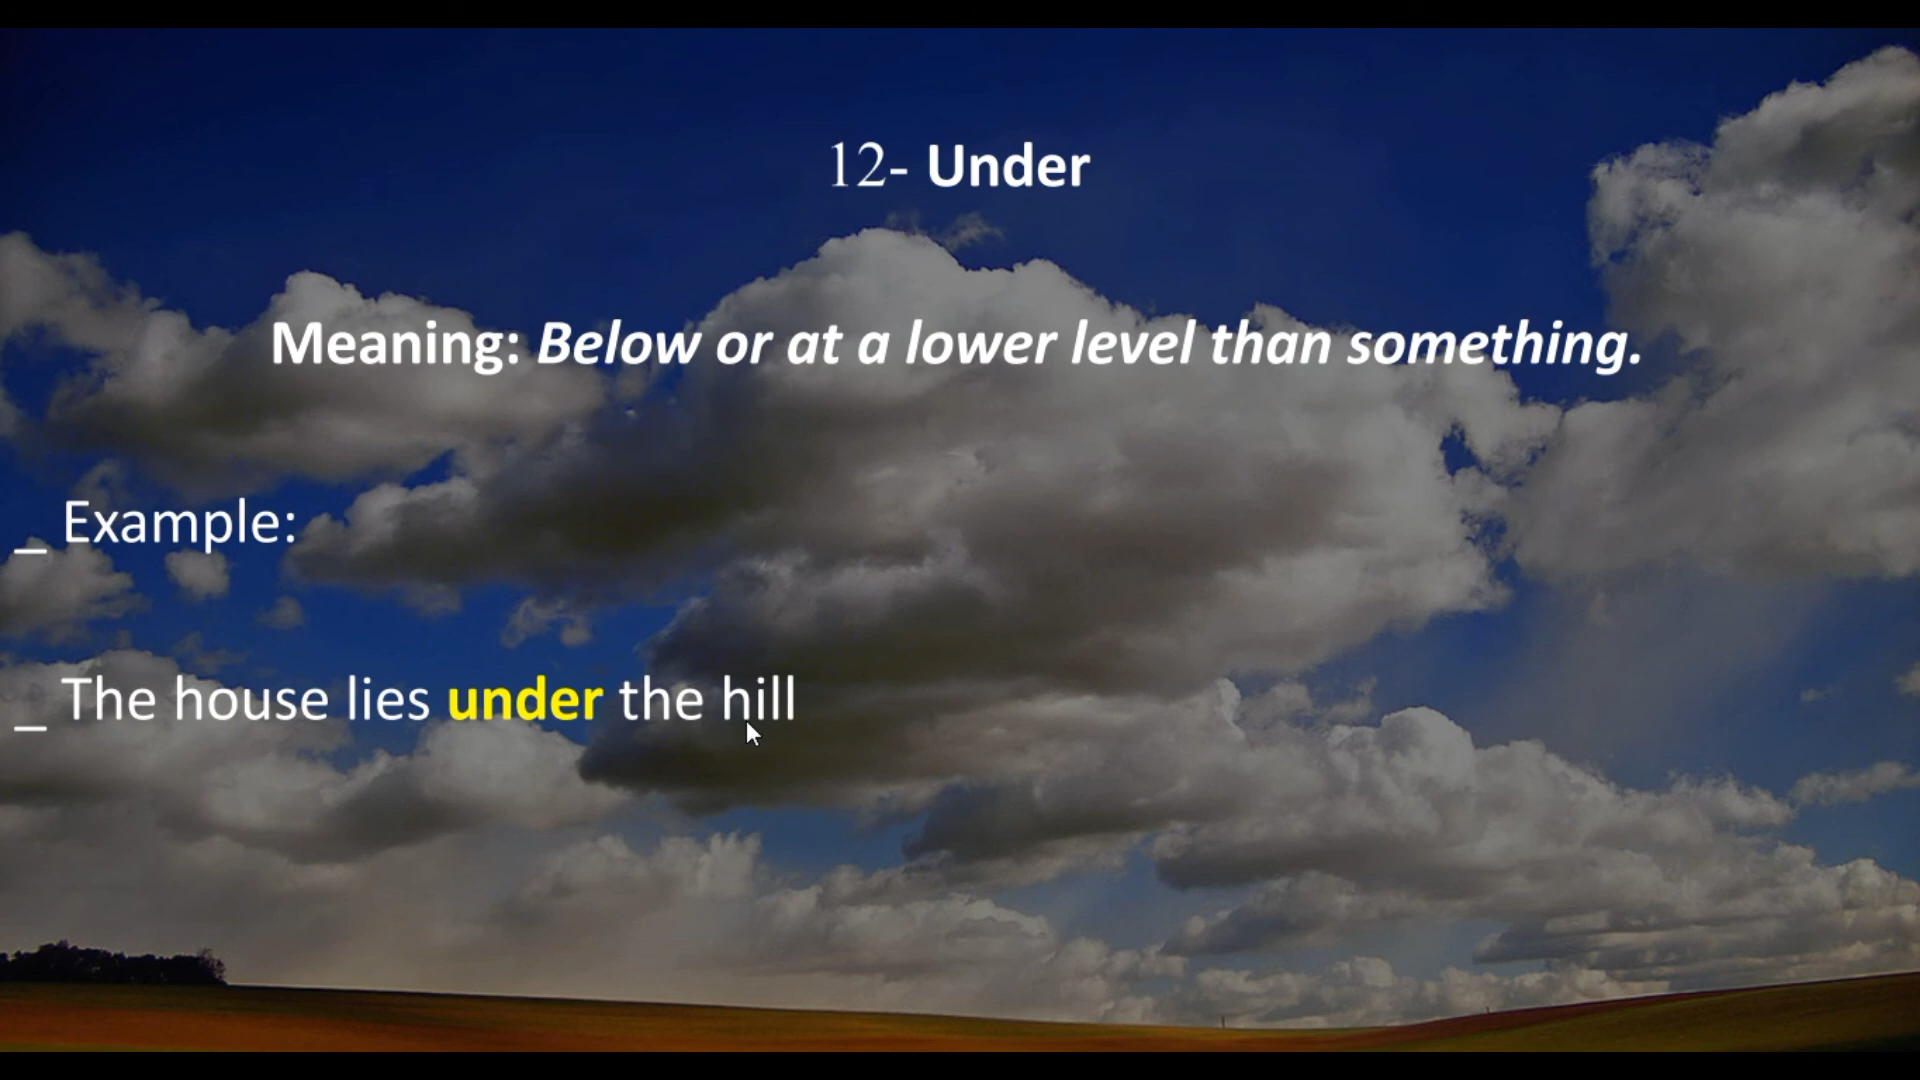 12- Under
Meaning: Below or at a lower level than something.
_ Example:
_ The house lies under the hill